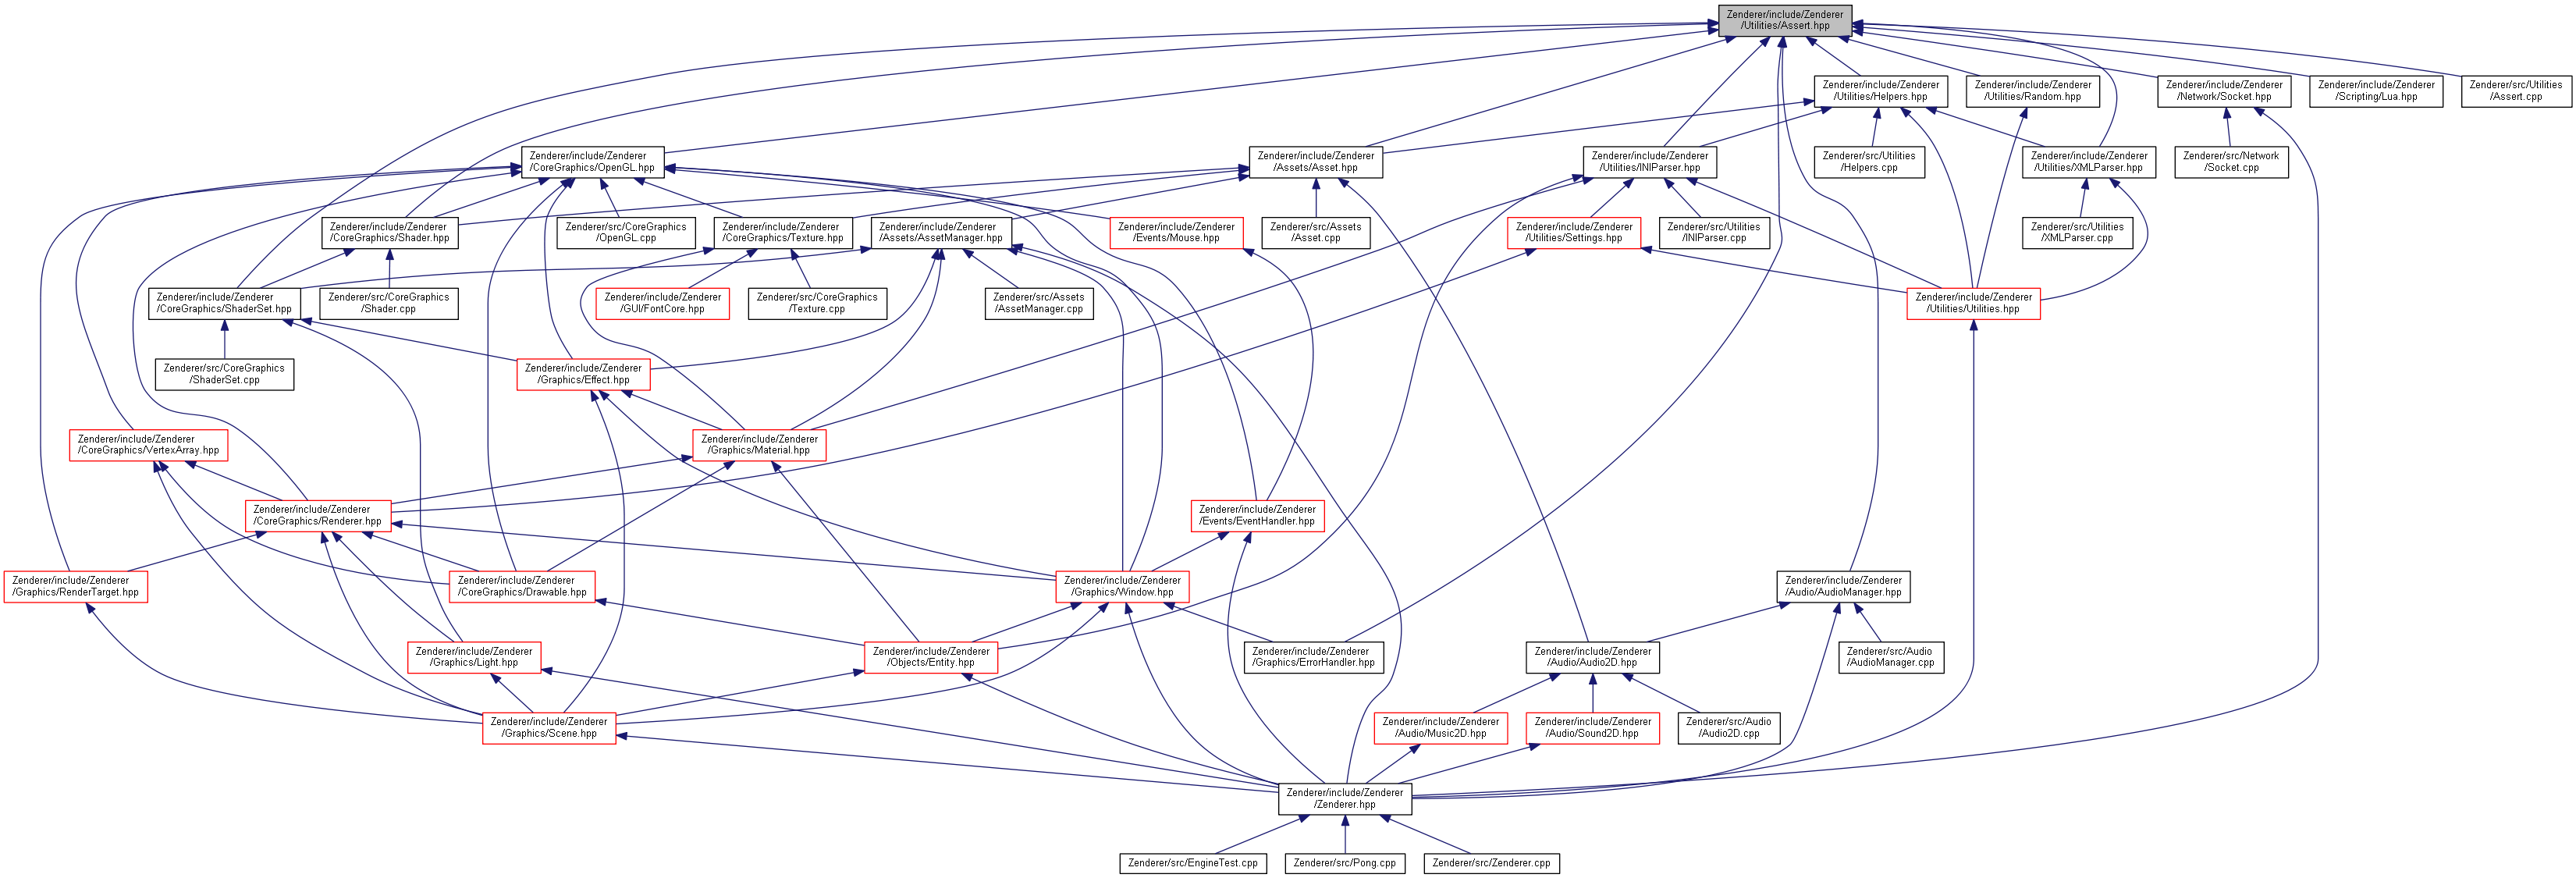 Zenderer/include/Zenderer
/Utilities/Assert.hpp
Zenderer/include/Zenderer
/Utilities/Helpers.hpp
Zenderer/include/Zenderer
/Utilities/Random.hpp
Zenderer/include/Zenderer
/Network/Socket.hpp
Zenderer/include/Zenderer
/Scripting/Lua.hpp
Zenderer/src/Utilities
/Assert.cpp
Zenderer/include/Zenderer
/CoreGraphics/OpenGL.hpp
Zenderer/include/Zenderer
/Assets/Asset.hpp
Zenderer/include/Zenderer
/Utilities/INIParser.hpp
Zenderer/src/Utilities
/Helpers.cpp
Zenderer/include/Zenderer
/Utilities/XMLParser.hpp
Zenderer/src/Network
/Socket.cpp
Zenderer/include/Zenderer
/CoreGraphics/Shader.hpp
Zenderer/src/CoreGraphics
/OpenGL.cpp
Zenderer/include/Zenderer
/CoreGraphics/Texture.hpp
Zenderer/include/Zenderer
/Assets/AssetManager.hpp
Zenderer/include/Zenderer
/Events/Mouse.hpp
Zenderer/src/Assets
/Asset.cpp
Zenderer/include/Zenderer
/Utilities/Settings.hpp
Zenderer/src/Utilities
/INIParser.cpp
Zenderer/src/Utilities
/XMLParser.cpp
Zenderer/include/Zenderer
/CoreGraphics/ShaderSet.hpp
Zenderer/src/CoreGraphics
/Shader.cpp
Zenderer/include/Zenderer
/GUI/FontCore.hpp
Zenderer/src/CoreGraphics
/Texture.cpp
Zenderer/src/Assets
/AssetManager.cpp
Zenderer/include/Zenderer
/Utilities/Utilities.hpp
Zenderer/src/CoreGraphics
/ShaderSet.cpp
Zenderer/include/Zenderer
/Graphics/Effect.hpp
Zenderer/include/Zenderer
/CoreGraphics/VertexArray.hpp
Zenderer/include/Zenderer
/Graphics/Material.hpp
Zenderer/include/Zenderer
/CoreGraphics/Renderer.hpp
Zenderer/include/Zenderer
/Events/EventHandler.hpp
Zenderer/include/Zenderer
/Graphics/RenderTarget.hpp
Zenderer/include/Zenderer
/CoreGraphics/Drawable.hpp
Zenderer/include/Zenderer
/Graphics/Window.hpp
Zenderer/include/Zenderer
/Audio/AudioManager.hpp
Zenderer/include/Zenderer
/Graphics/Light.hpp
Zenderer/include/Zenderer
/Objects/Entity.hpp
Zenderer/include/Zenderer
/Graphics/ErrorHandler.hpp
Zenderer/include/Zenderer
/Audio/Audio2D.hpp
Zenderer/src/Audio
/AudioManager.cpp
Zenderer/include/Zenderer
/Graphics/Scene.hpp
Zenderer/include/Zenderer
/Audio/Music2D.hpp
Zenderer/include/Zenderer
/Audio/Sound2D.hpp
Zenderer/src/Audio
/Audio2D.cpp
Zenderer/include/Zenderer
/Zenderer.hpp
Zenderer/src/EngineTest.cpp
Zenderer/src/Pong.cpp
Zenderer/src/Zenderer.cpp